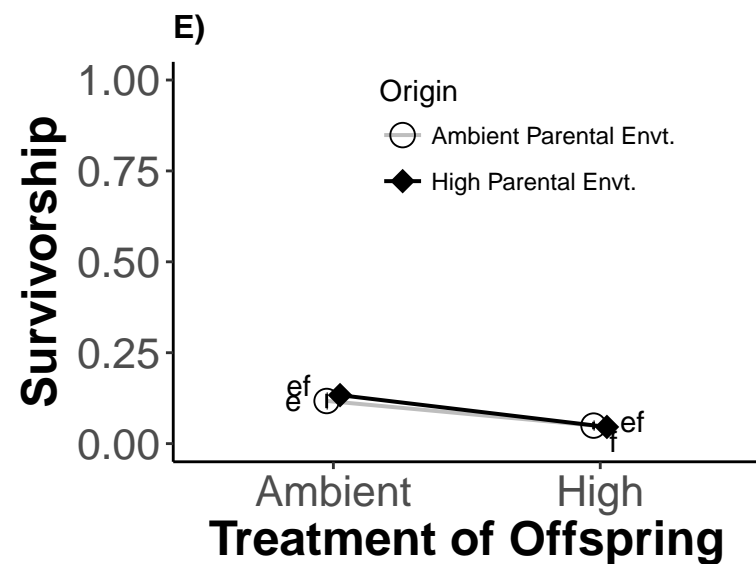 E)
Survivorship
1.00
0.75
0.50
0.25
0.00
Origin
Ambient Parental Envt.
High Parental Envt.
ef
e
ef
f
Ambient High
Treatment of Offspring